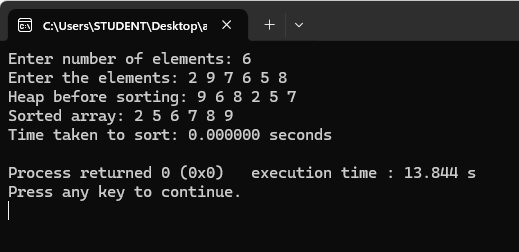 C:\Users\STUDENT\Desktop\a
Enter number of elements: 6
Enter the elements: 2 9 7 6 5 8
Heap before sorting: 9 6 8 2 5 7
Sorted array: 2 5 6 7 8 9
Time taken to sort: 0.000000 seconds
Process returned 0 (0x0)   execution time : 13.844 s
Press any key to continue.